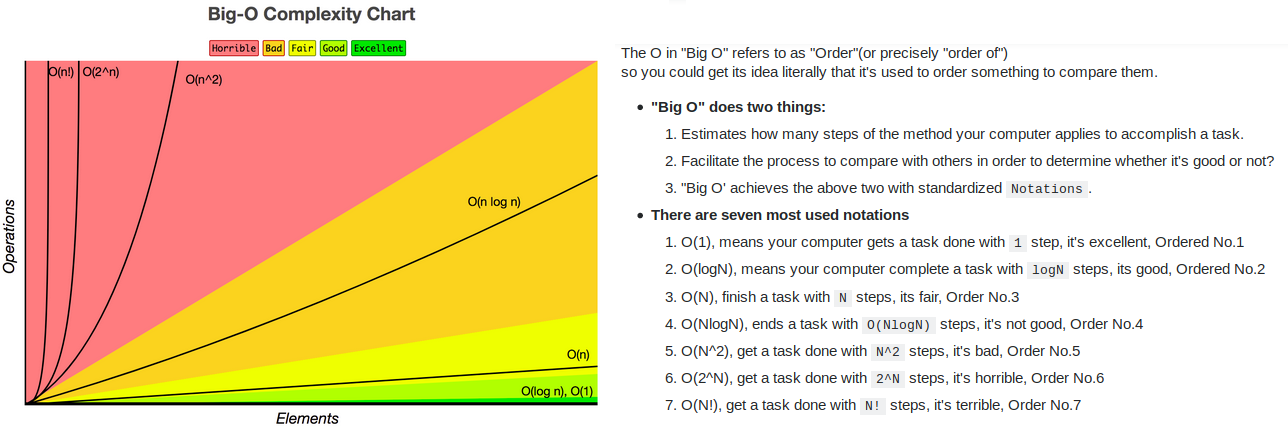 Big-O Complexity Chart
Horrible Bad Fair Good Excellent
O(n!) O(2^n) O(n^2)
O(n log n)
O(n)
O(log n), O(1)
Operations
Elements
The O in "Big O" refers to as "Order"(or precisely "order of")
so you could get its idea literally that it's used to order something to compare them.
• "Big O" does two things:
1. Estimates how many steps of the method your computer applies to accomplish a task.
2. Facilitate the process to compare with others in order to determine whether it's good or not?
3. "Big O' achieves the above two with standardized Notations.
• There are seven most used notations
1. O(1), means your computer gets a task done with 1 step, it's excellent, Ordered No.1
2. O(logN), means your computer complete a task with logN steps, its good, Ordered No.2
3. O(N), finish a task with N steps, its fair, Order No.3
4. O(NlogN), ends a task with O(NlogN) steps, it's not good, Order No.4
5. O(N^2), get a task done with N^2 steps, it's bad, Order No.5
6. O(2^N), get a task done with 2^N steps, it's horrible, Order No.6
7. O(N!), get a task done with N! steps, it's terrible, Order No.7